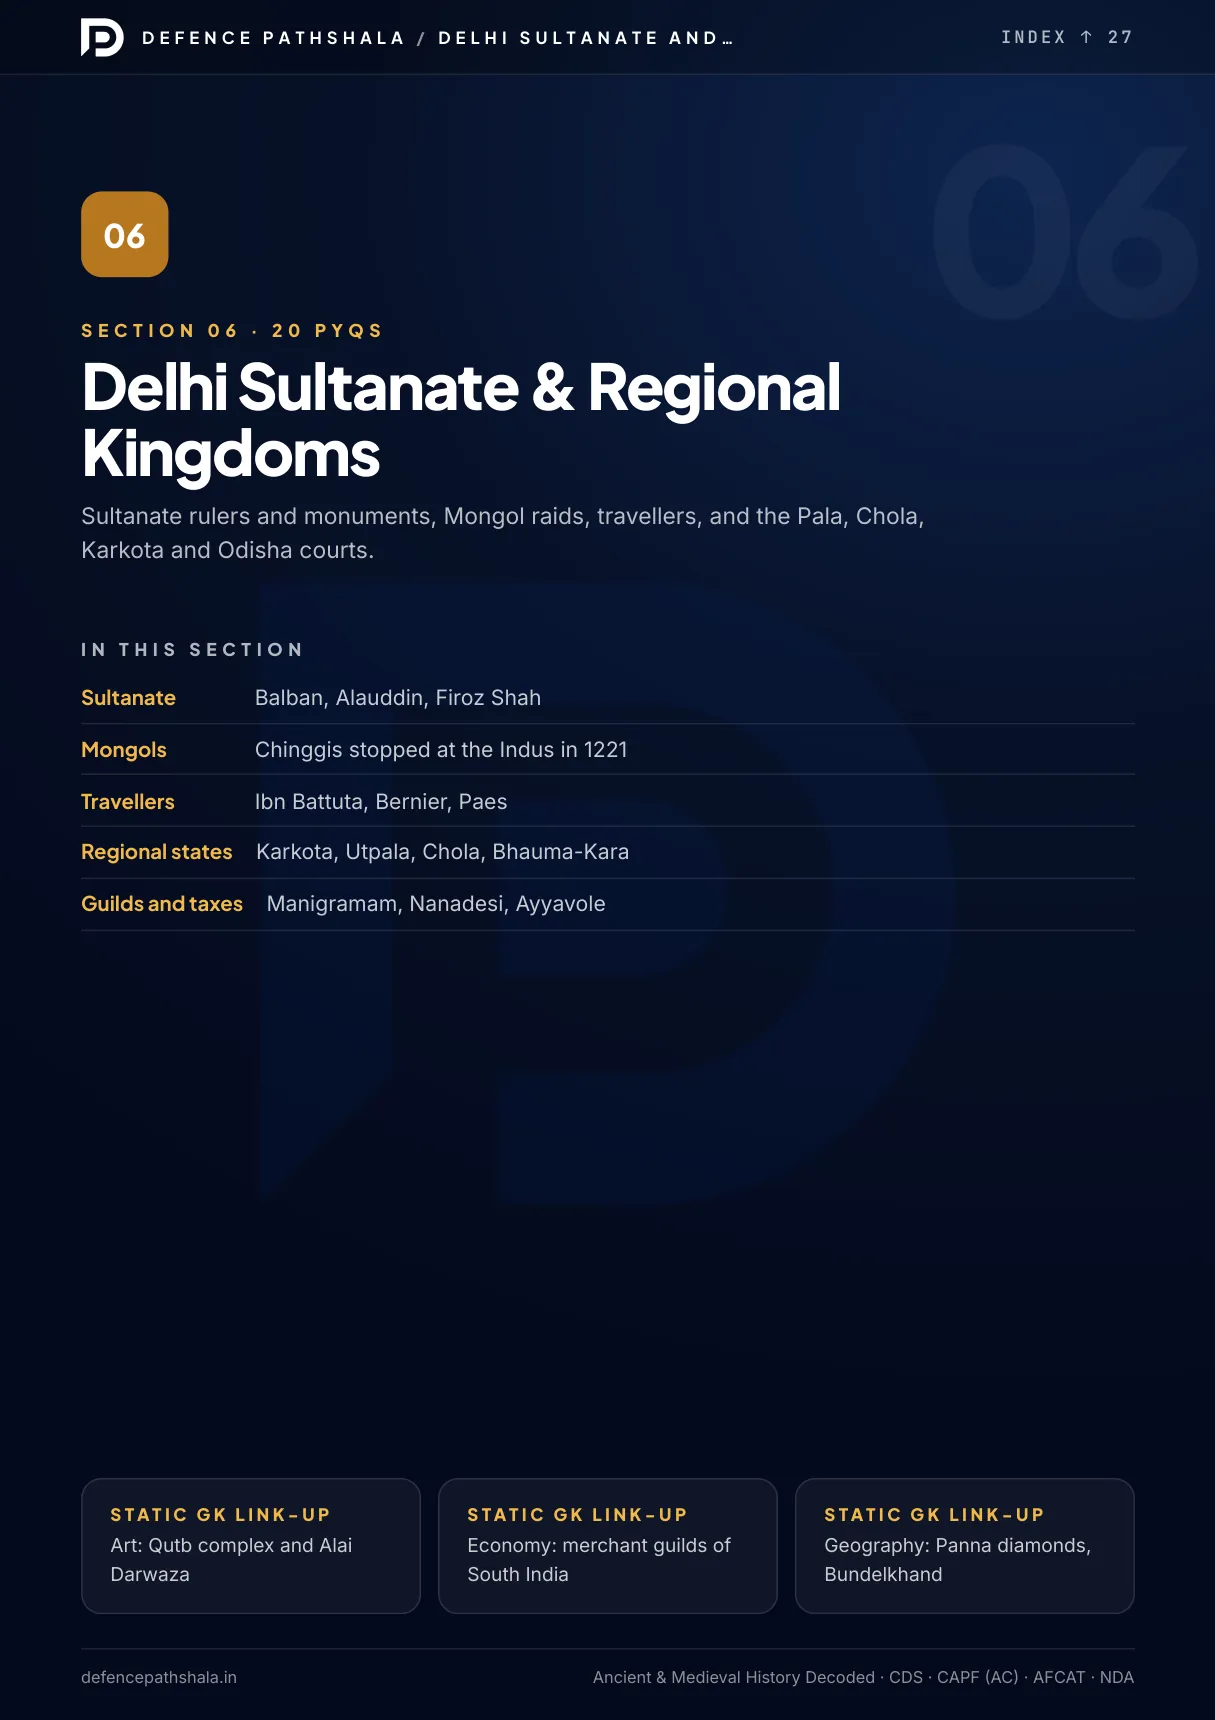 DEFENCE PATHSHALA / DELHI SULTANATE AND…
INDEX ↑ 27
06
06
SECTION 06 · 20 PYQS
Delhi Sultanate & Regional
Kingdoms
Sultanate rulers and monuments, Mongol raids, travellers, and the Pala, Chola,
Karkota and Odisha courts.
IN THIS SECTION
Sultanate Balban, Alauddin, Firoz Shah
Mongols Chinggis stopped at the Indus in 1221
Travellers Ibn Battuta, Bernier, Paes
Regional states Karkota, Utpala, Chola, Bhauma-Kara
Guilds and taxes Manigramam, Nanadesi, Ayyavole
STATIC GK LINK-UP
Art: Qutb complex and Alai
Darwaza
STATIC GK LINK-UP
Economy: merchant guilds of
South India
STATIC GK LINK-UP
Geography: Panna diamonds,
Bundelkhand
defencepathshala.in
Ancient & Medieval History Decoded · CDS · CAPF (AC) · AFCAT · NDA